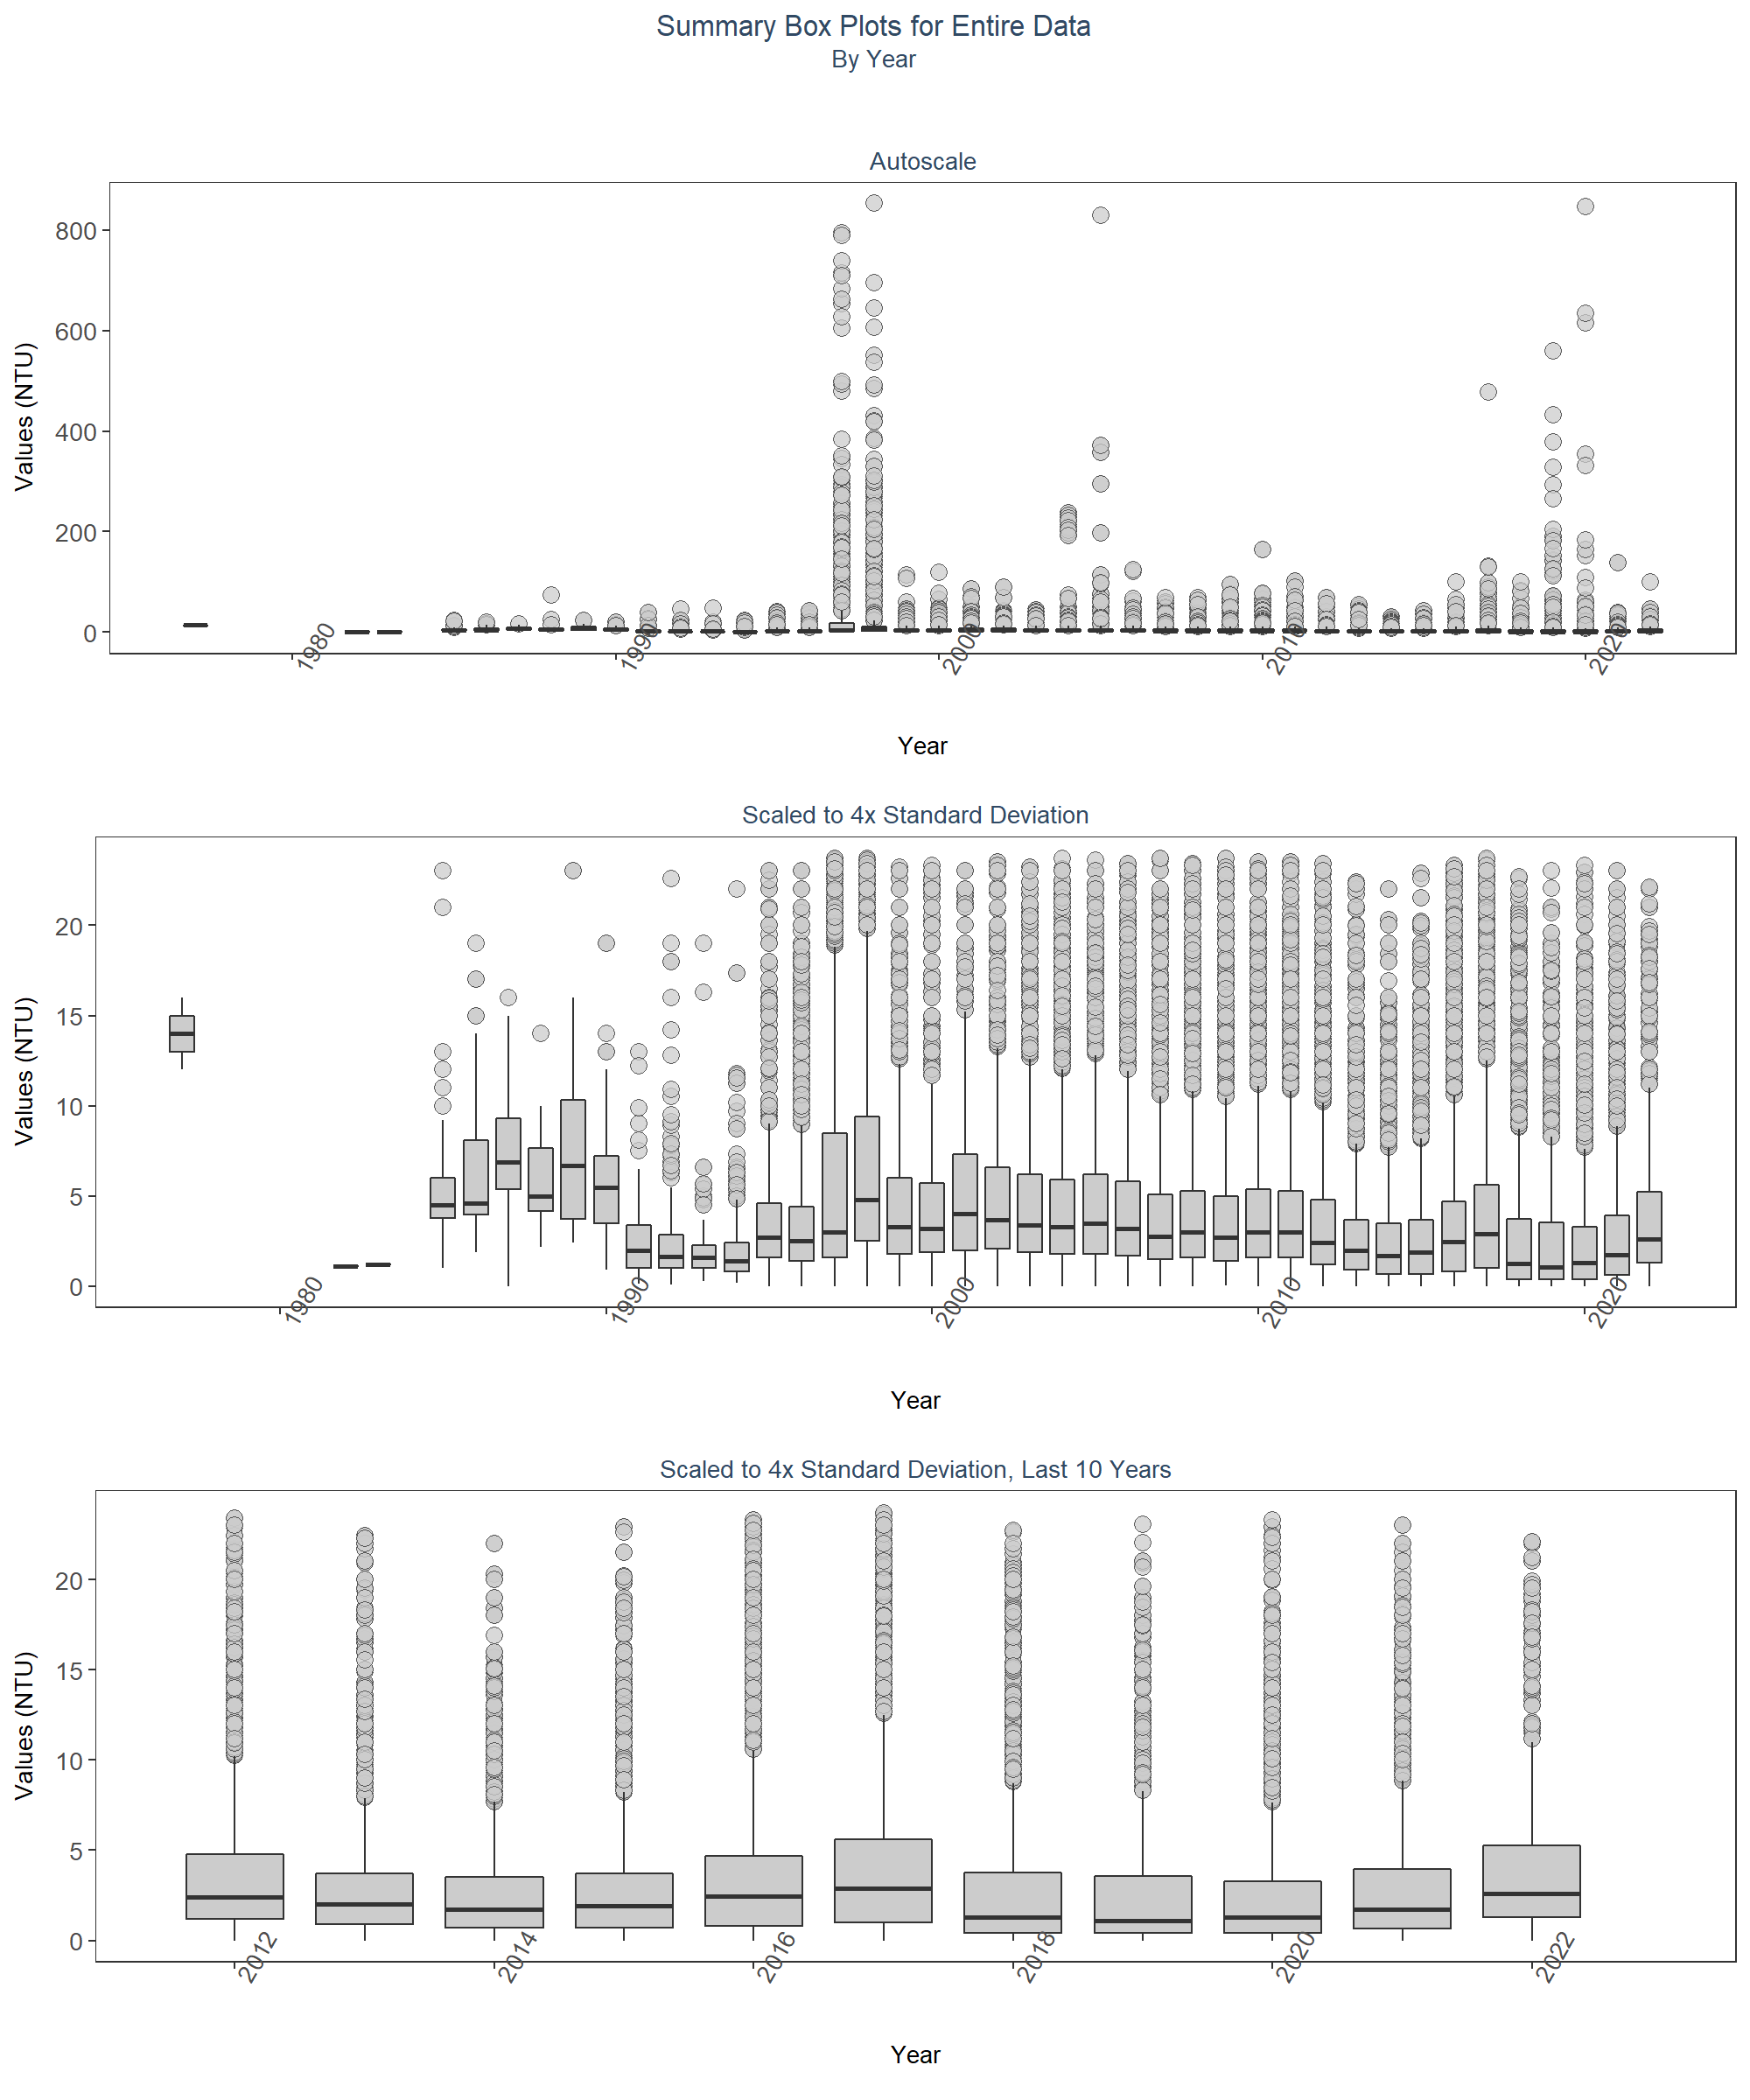 Summary Box Plots for Entire Data
By Year
Autoscale
Values (NTU)
800
600
400
200
0
1980 1990 2000 2010 2020
Year
Scaled to 4x Standard Deviation
Values (NTU)
20
15
10
5
0
1980 1990 2000 2010 2020
Year
Scaled to 4x Standard Deviation, Last 10 Years
Values (NTU)
20
15
10
5
0
2012 2014 2016 2018 2020 2022
Year